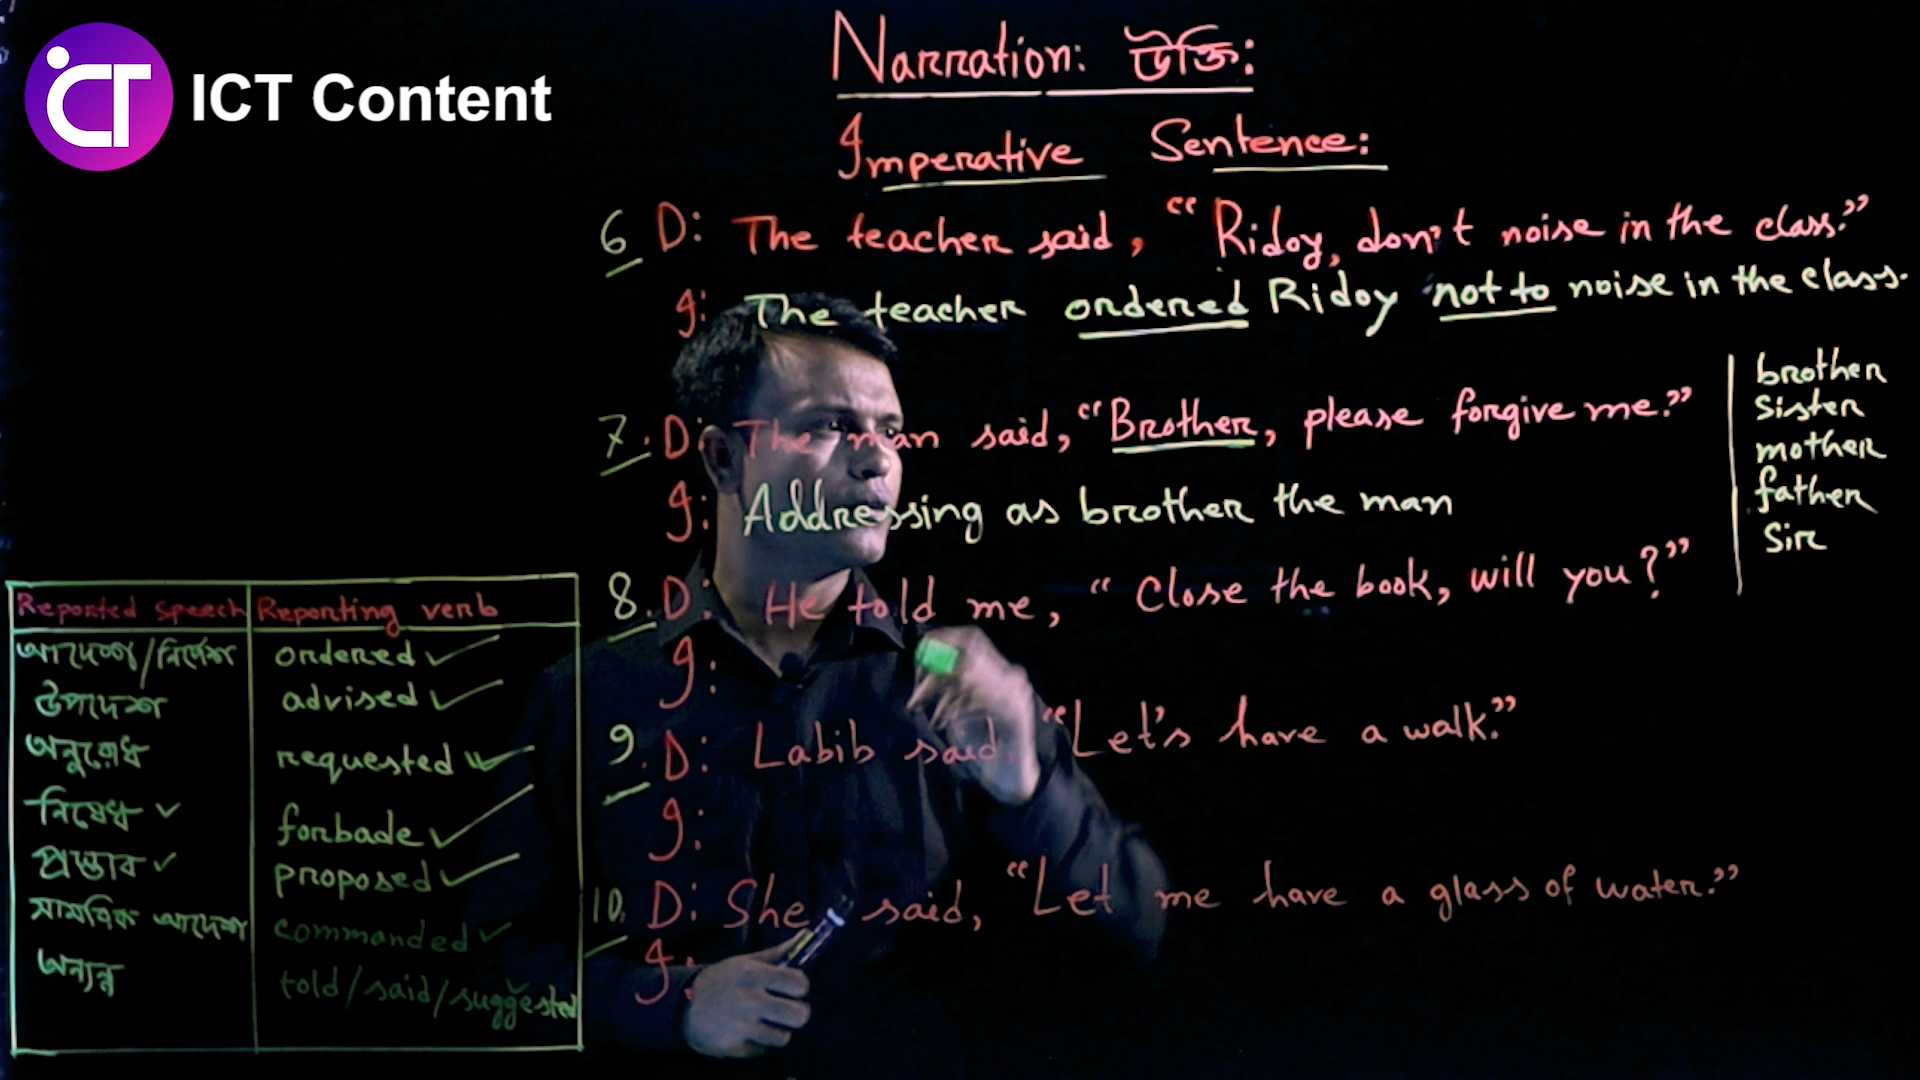 ICT Content
Narration: উক্তি:
Imperative Sentence:
6 D: The teacher said, "Ridoy, don't noise in the class."
I: The teacher ordered Ridoy not to noise in the class.
7. D: The man said, "Brother, please forgive me."
I: Addressing as brother the man
brother
sister
mother
father
Sir
8. D: He told me, "Close the book, will you?"
I:
9. D: Labib said "Let's have a walk."
I:
10. D: She said, "Let me have a glass of water."
I:
Reported speech Reporting verb
আদেশ/নির্দেশ ordered ✓
উপদেশ advised ✓
অনুরোধ requested ✓
নিষেধ ✓ forbade ✓
প্রস্তাব ✓ proposed ✓
সামরিক আদেশ commanded ✓
অন্যান্য told/said/suggested